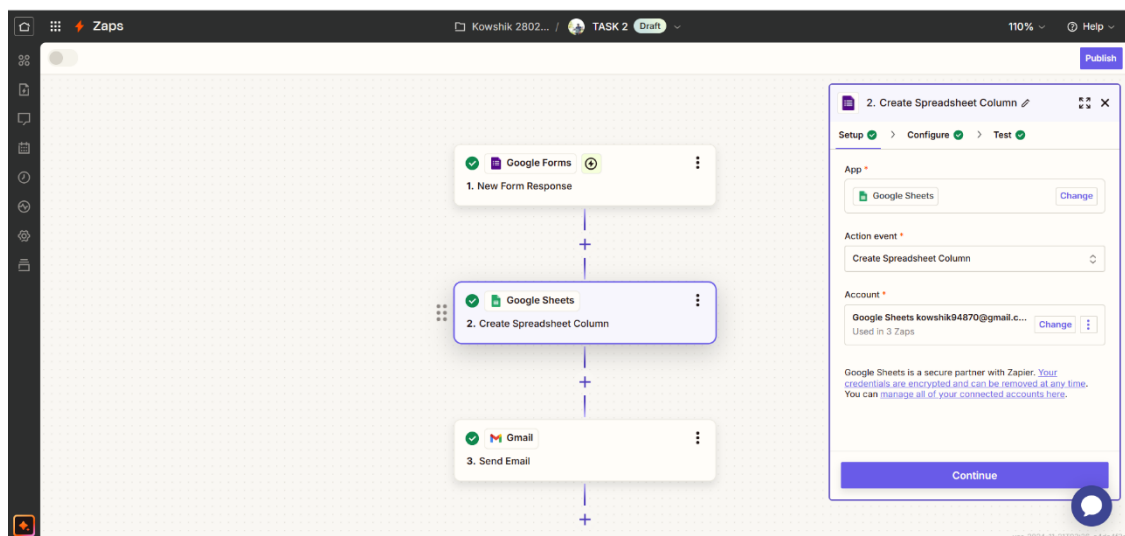 Zaps
Kowshik 2802... / TASK 2 Draft
110%
Help
Publish
2. Create Spreadsheet Column
Setup > Configure > Test
App *
Google Sheets Change
Action event *
Create Spreadsheet Column
Account *
Google Sheets kowshik94870@gmail.c...
Used in 3 Zaps
Change
Google Sheets is a secure partner with Zapier. Your
credentials are encrypted and can be removed at any time.
You can manage all of your connected accounts here.
Continue
Google Forms
1. New Form Response
Google Sheets
2. Create Spreadsheet Column
Gmail
3. Send Email